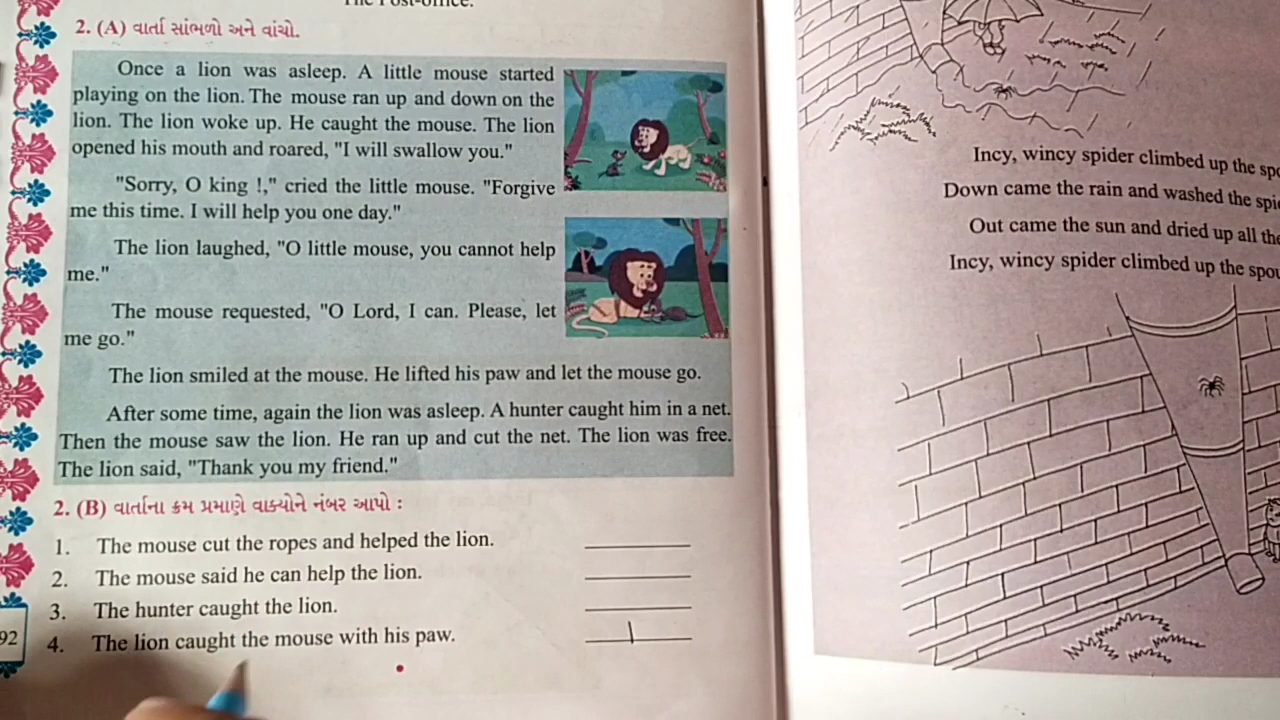 The Post-office.
2. (A) વાર્તા સાંભળો અને વાંચો.
Once a lion was asleep. A little mouse started
playing on the lion. The mouse ran up and down on the
lion. The lion woke up. He caught the mouse. The lion
opened his mouth and roared, "I will swallow you."
"Sorry, O king !," cried the little mouse. "Forgive
me this time. I will help you one day."
The lion laughed, "O little mouse, you cannot help
me."
The mouse requested, "O Lord, I can. Please, let
me go."
The lion smiled at the mouse. He lifted his paw and let the mouse go.
After some time, again the lion was asleep. A hunter caught him in a net.
Then the mouse saw the lion. He ran up and cut the net. The lion was free.
The lion said, "Thank you my friend."
2. (B) વાર્તાના ક્રમ પ્રમાણે વાક્યોને નંબર આપો :
1. The mouse cut the ropes and helped the lion.
2. The mouse said he can help the lion.
3. The hunter caught the lion.
4. The lion caught the mouse with his paw. 1
92
Incy, wincy spider climbed up the
Down came the rain and washed the
Out came the sun and dried up all
Incy, wincy spider climbed up the